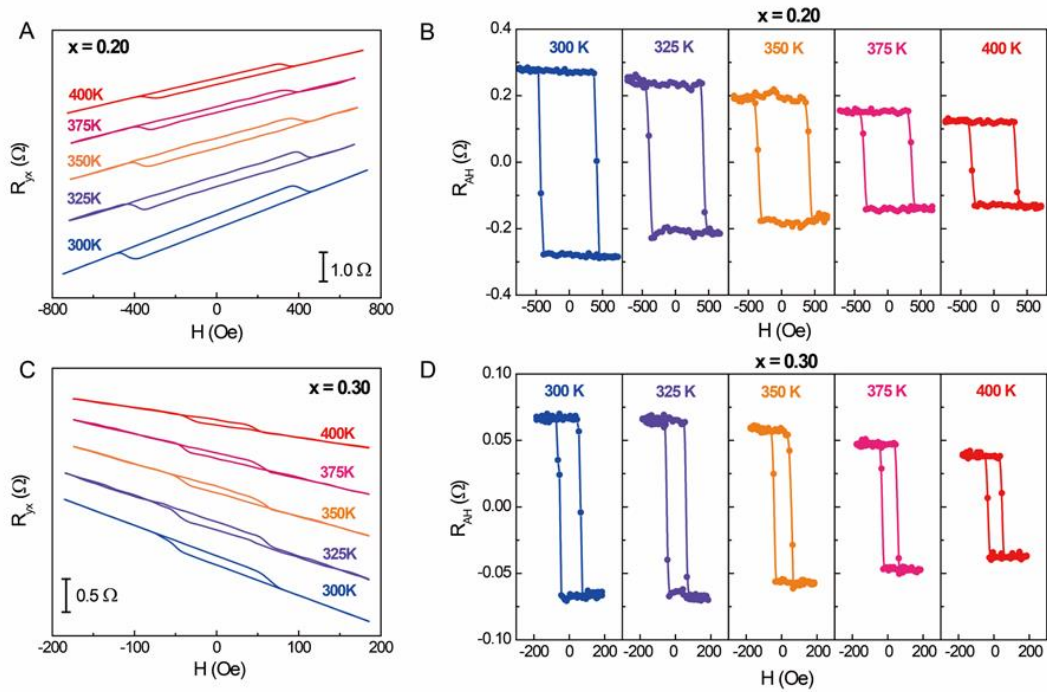 A
x = 0.20
400K
375K
350K
325K
300K
1.0 Ω
R_yx (Ω)
-800 -400 0 400 800
H (Oe)
B
x = 0.20
300 K 325 K 350 K 375 K 400 K
0.4
0.2
0.0
-0.2
-0.4
R_AH (Ω)
-500 0 500 -500 0 500 -500 0 500 -500 0 500 -500 0 500
H (Oe)
C
x = 0.30
400K
375K
350K
325K
300K
0.5 Ω
R_yx (Ω)
-200 -100 0 100 200
H (Oe)
D
x = 0.30
300 K 325 K 350 K 375 K 400 K
0.10
0.05
0.00
-0.05
-0.10
R_AH (Ω)
-200 0 200 -200 0 200 -200 0 200 -200 0 200 -200 0 200
H (Oe)